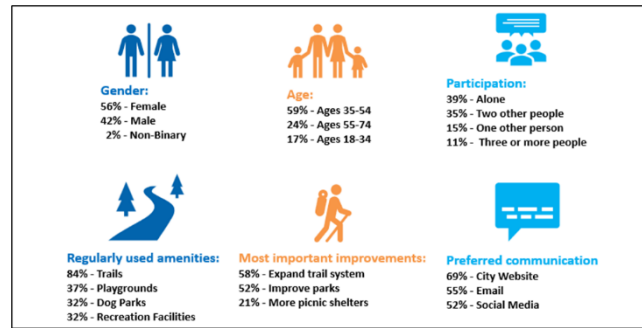 Gender:
56% - Female
42% - Male
2% - Non-Binary
Age:
59% - Ages 35-54
24% - Ages 55-74
17% - Ages 18-34
Participation:
39% - Alone
35% - Two other people
15% - One other person
11% - Three or more people
Regularly used amenities:
84% - Trails
37% - Playgrounds
32% - Dog Parks
32% - Recreation Facilities
Most important improvements:
58% - Expand trail system
52% - Improve parks
21% - More picnic shelters
Preferred communication
69% - City Website
55% - Email
52% - Social Media